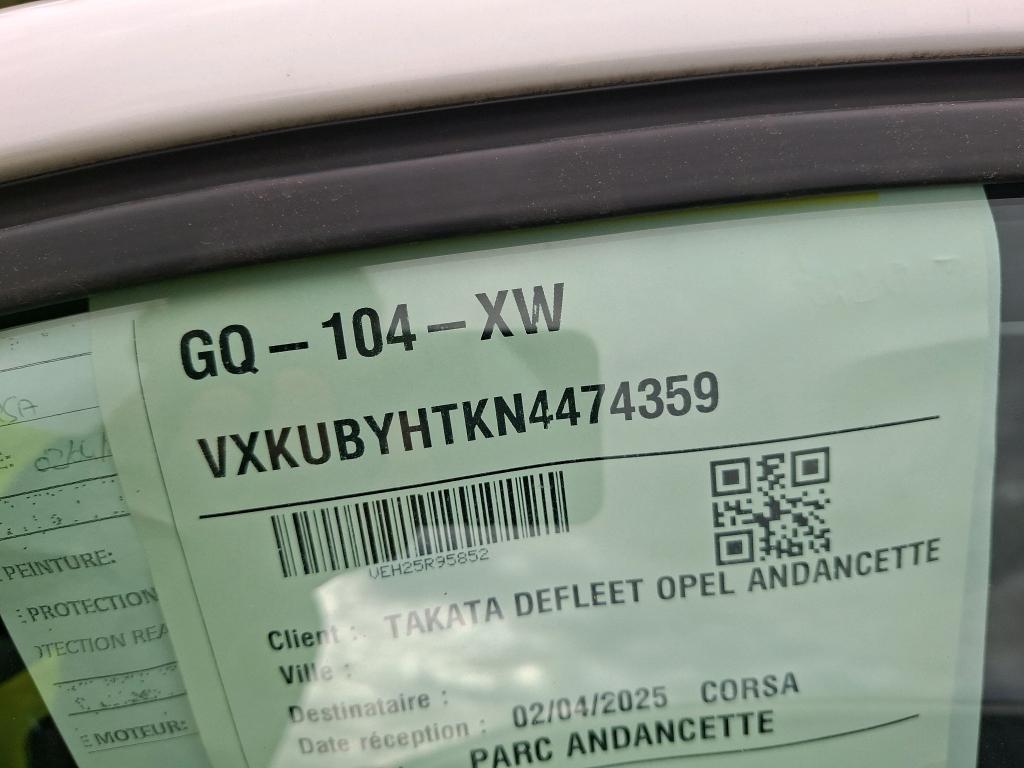 GQ-104-XW
VXKUBYHTKN4474359
VEH25R95852
Client : TAKATA DEFLEET OPEL ANDANCETTE
Ville :
Destinataire :
Date réception : 02/04/2025 CORSA
PARC ANDANCETTE
PEINTURE:
PROTECTION
MOTEUR: